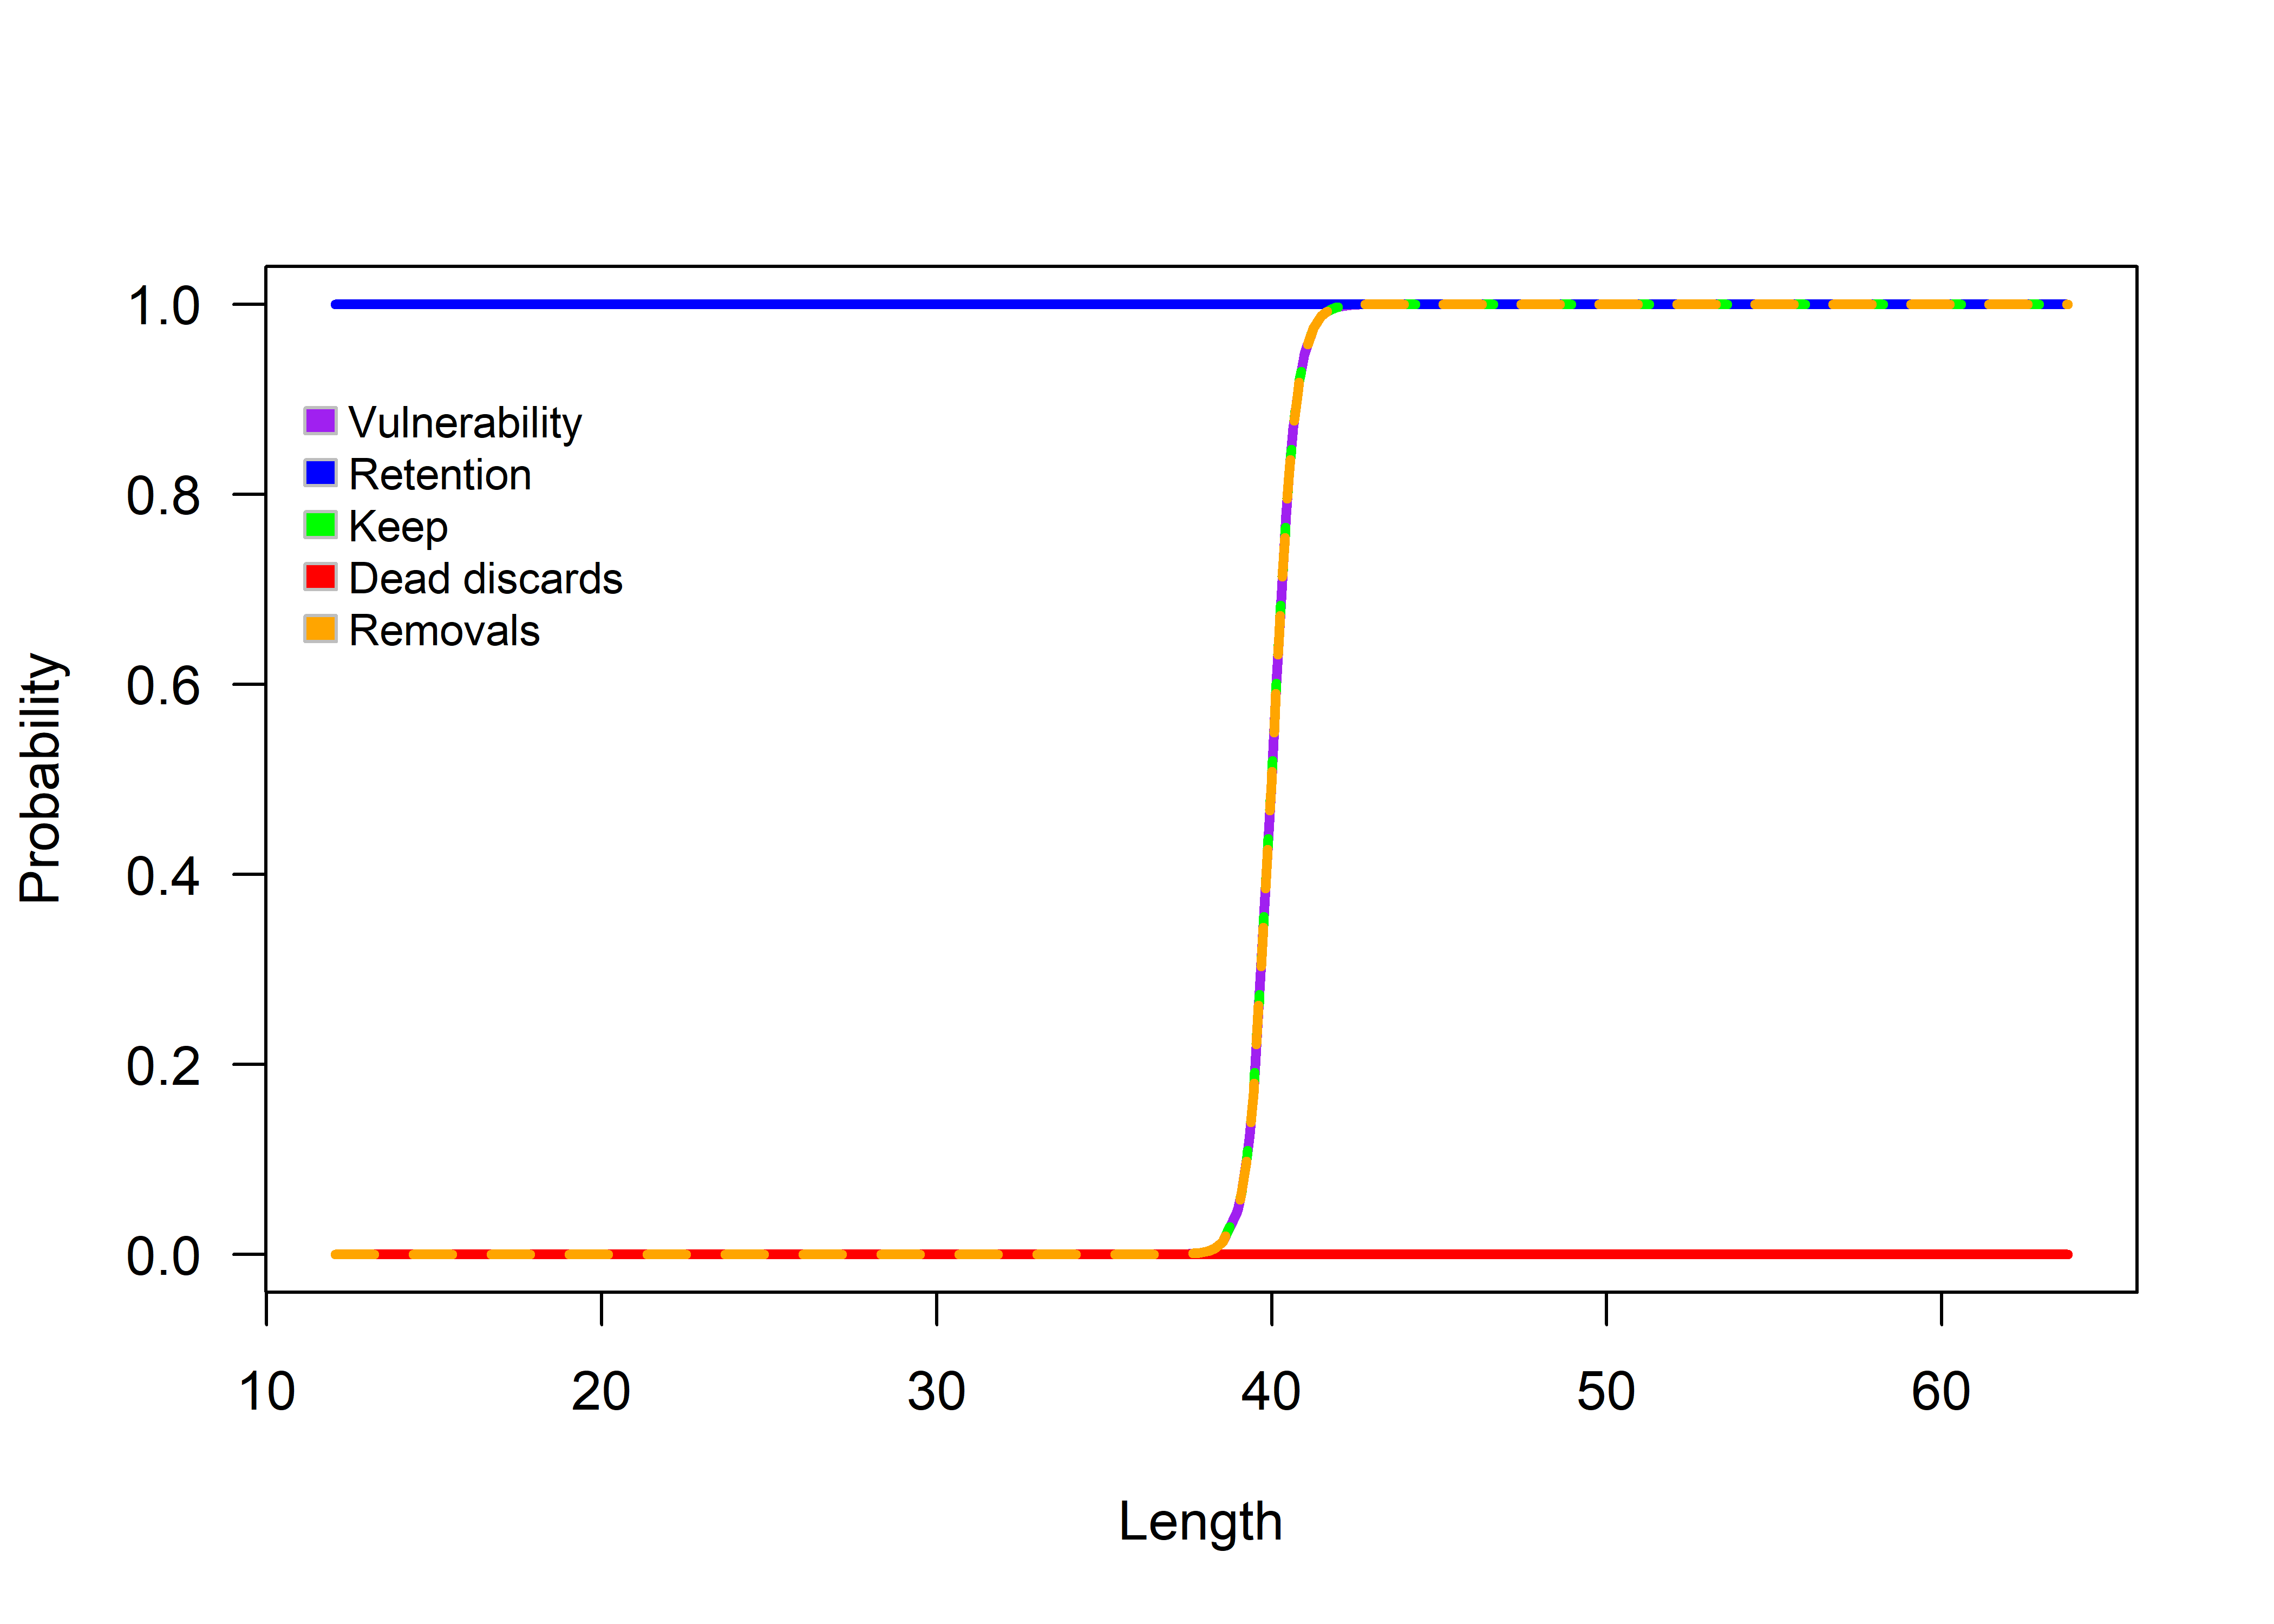 1.0
0.8
0.6
0.4
0.2
0.0
Probability
Vulnerability
Retention
Keep
Dead discards
Removals
10 20 30 40 50 60
Length